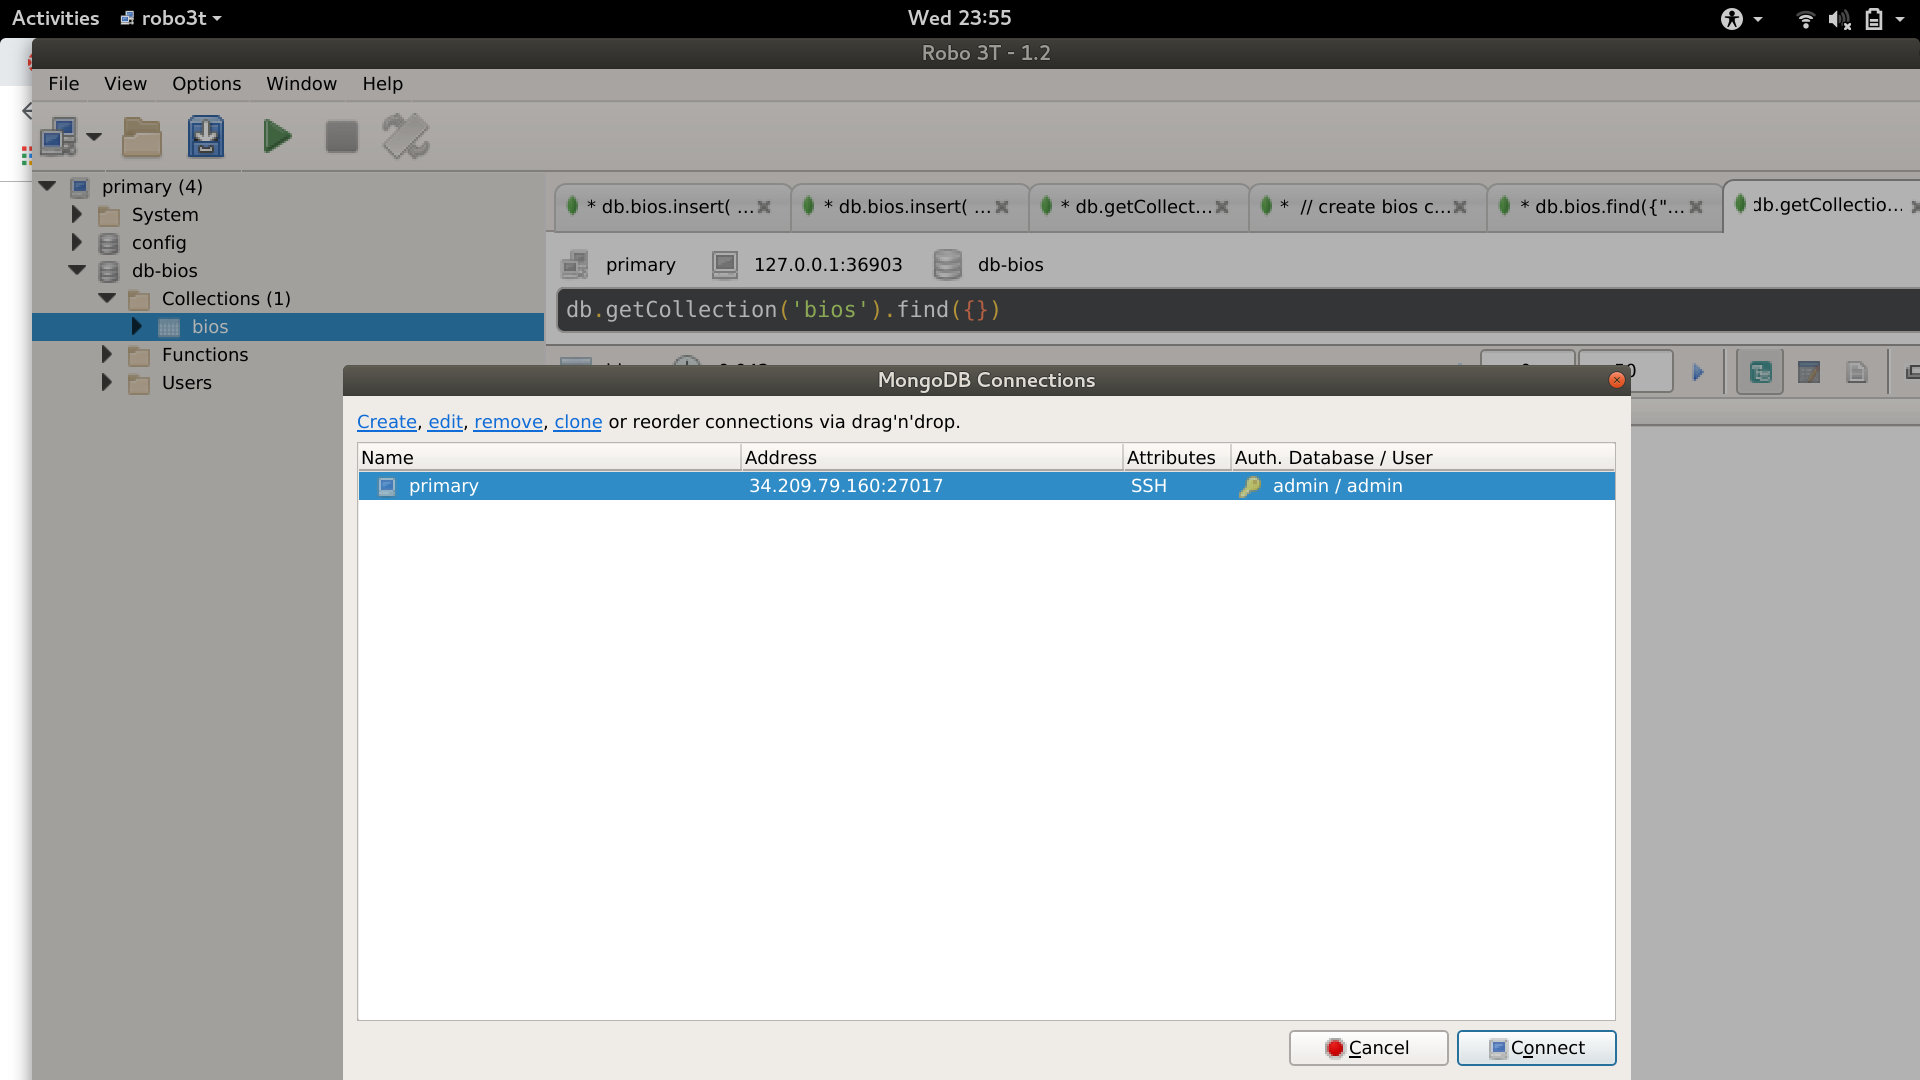 Activities robo3t Wed 23:55
Robo 3T - 1.2
File View Options Window Help
primary (4)
System
config
db-bios
Collections (1)
bios
Functions
Users
* db.bios.insert( ... * db.bios.insert( ... * db.getCollect... * // create bios c... * db.bios.find({"... db.getCollectio...
primary 127.0.0.1:36903 db-bios
db.getCollection('bios').find({})
MongoDB Connections
Create, edit, remove, clone or reorder connections via drag'n'drop.
Name Address Attributes Auth. Database / User
primary 34.209.79.160:27017 SSH admin / admin
Cancel Connect